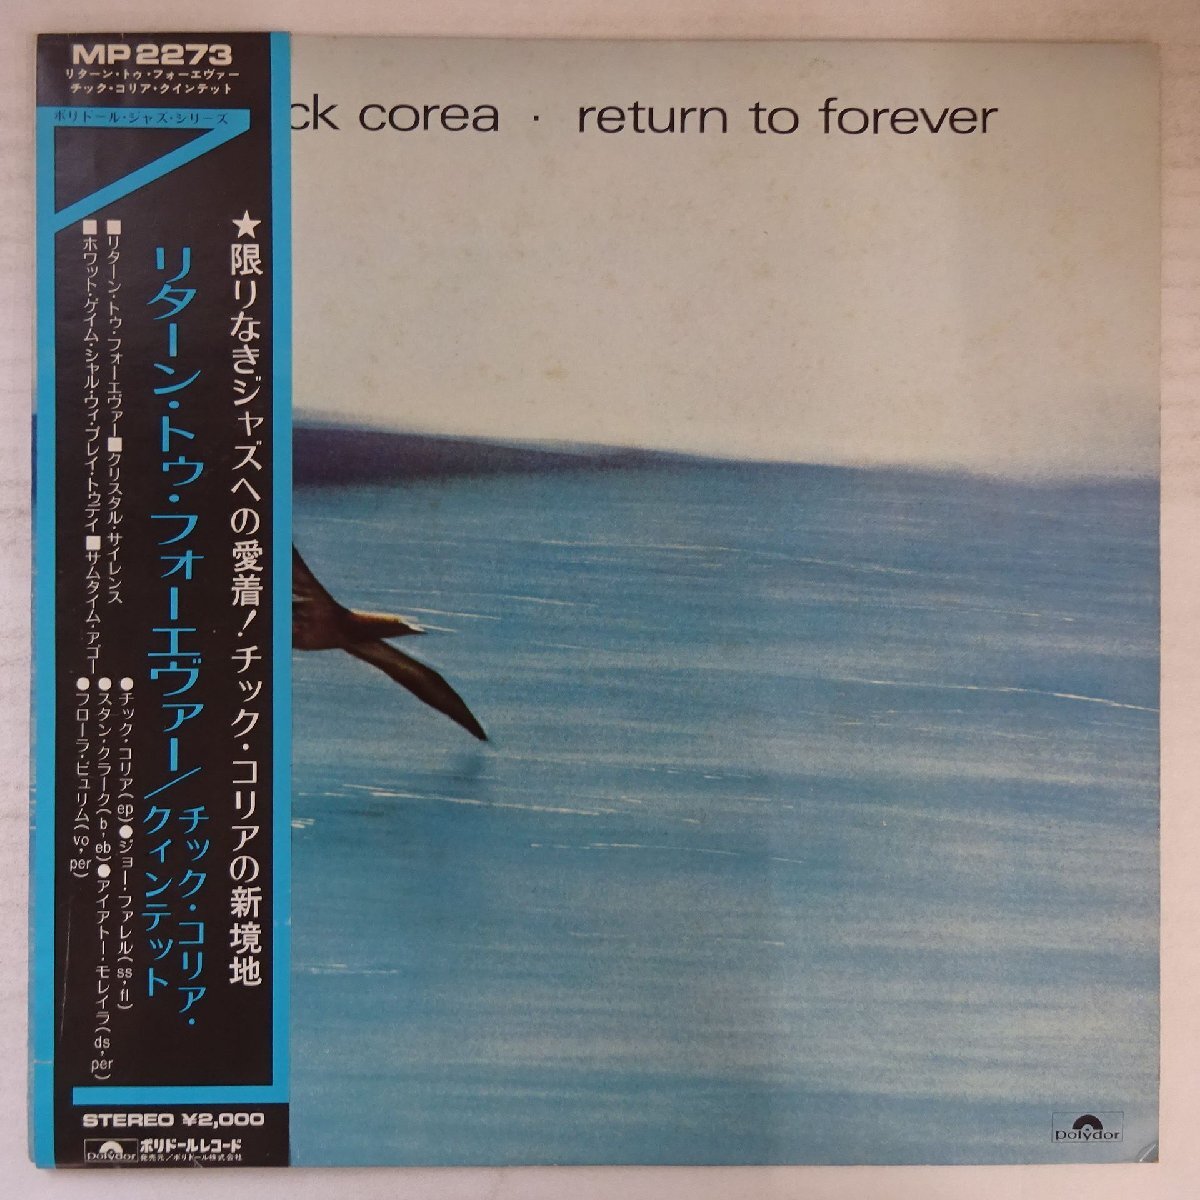 MP 2273
リターン・トゥ・フォーエヴァー
チック・コリア・クインテット
ポリドール・ジャズ・シリーズ
ck corea · return to forever
★限りなきジャズへの愛着!チック・コリアの新境地
リターン・トゥ・フォーエヴァー/チック・コリア・
クィンテット
■リターン・トゥ・フォーエヴァー■クリスタル・サイレンス
■ホワット・ゲイム・シャル・ウィ・プレイ・トゥデイ■サムタイム・アゴー
●チック・コリア(ep)●ジョー・ファレル(ss,fl)
●スタン・クラーク(b,eb)●アイアトー・モレイラ(ds,per)
●フローラ・ピュリム(vo,per)
STEREO ¥2,000
polydor ポリドールレコード
発売元/ポリドール株式会社
polydor